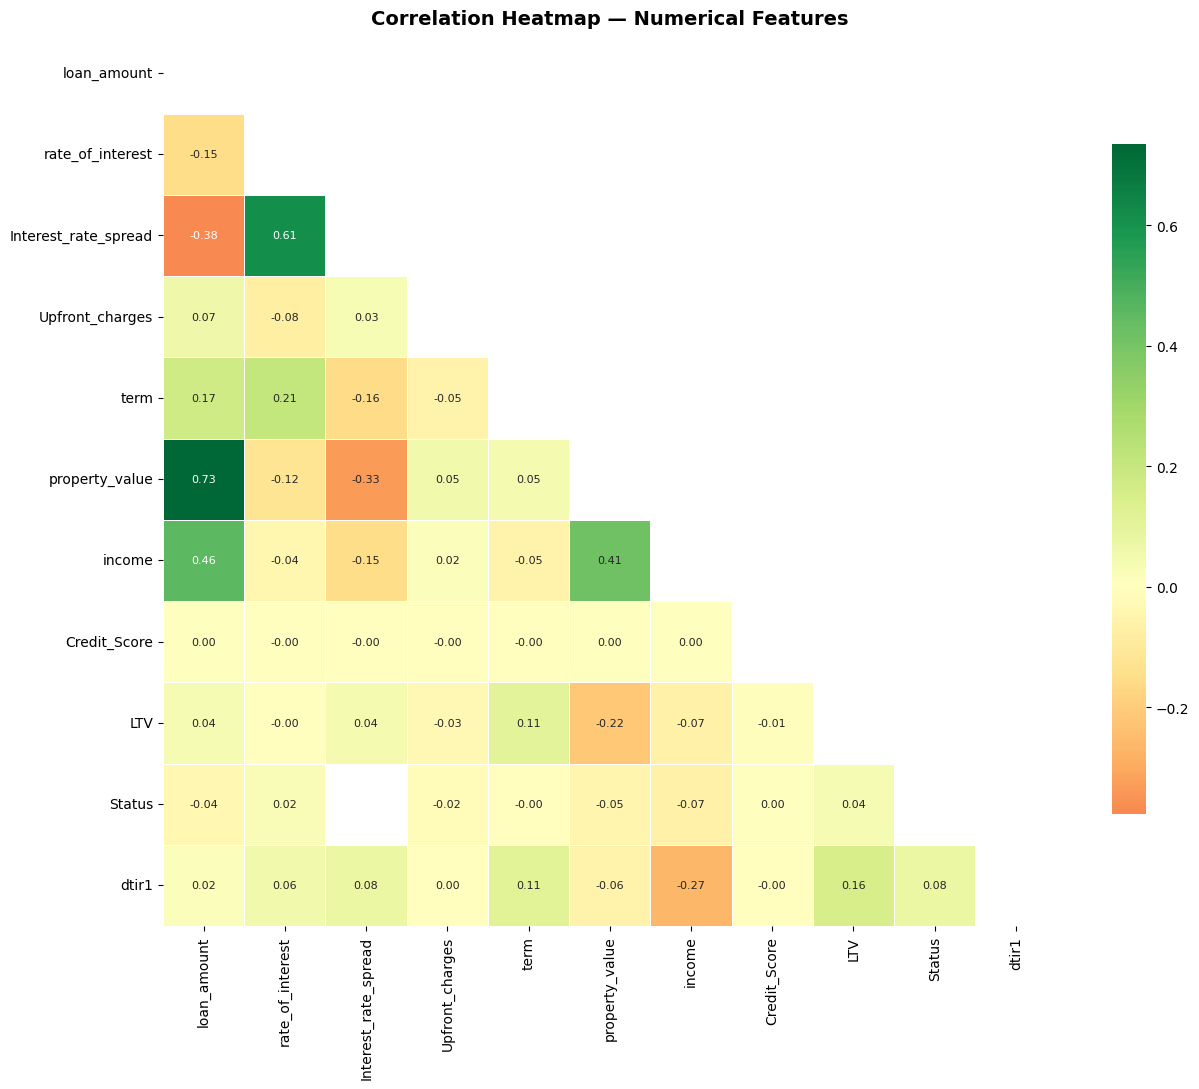 Correlation Heatmap — Numerical Features
loan_amount
rate_of_interest -0.15
Interest_rate_spread -0.38 0.61
Upfront_charges 0.07 -0.08 0.03
term 0.17 0.21 -0.16 -0.05
property_value 0.73 -0.12 -0.33 0.05 0.05
income 0.46 -0.04 -0.15 0.02 -0.05 0.41
Credit_Score 0.00 -0.00 -0.00 -0.00 -0.00 0.00 0.00
LTV 0.04 -0.00 0.04 -0.03 0.11 -0.22 -0.07 -0.01
Status -0.04 0.02 -0.02 -0.00 -0.05 -0.07 0.00 0.04
dtir1 0.02 0.06 0.08 0.00 0.11 -0.06 -0.27 -0.00 0.16 0.08
loan_amount
rate_of_interest
Interest_rate_spread
Upfront_charges
term
property_value
income
Credit_Score
LTV
Status
dtir1
0.6
0.4
0.2
0.0
−0.2